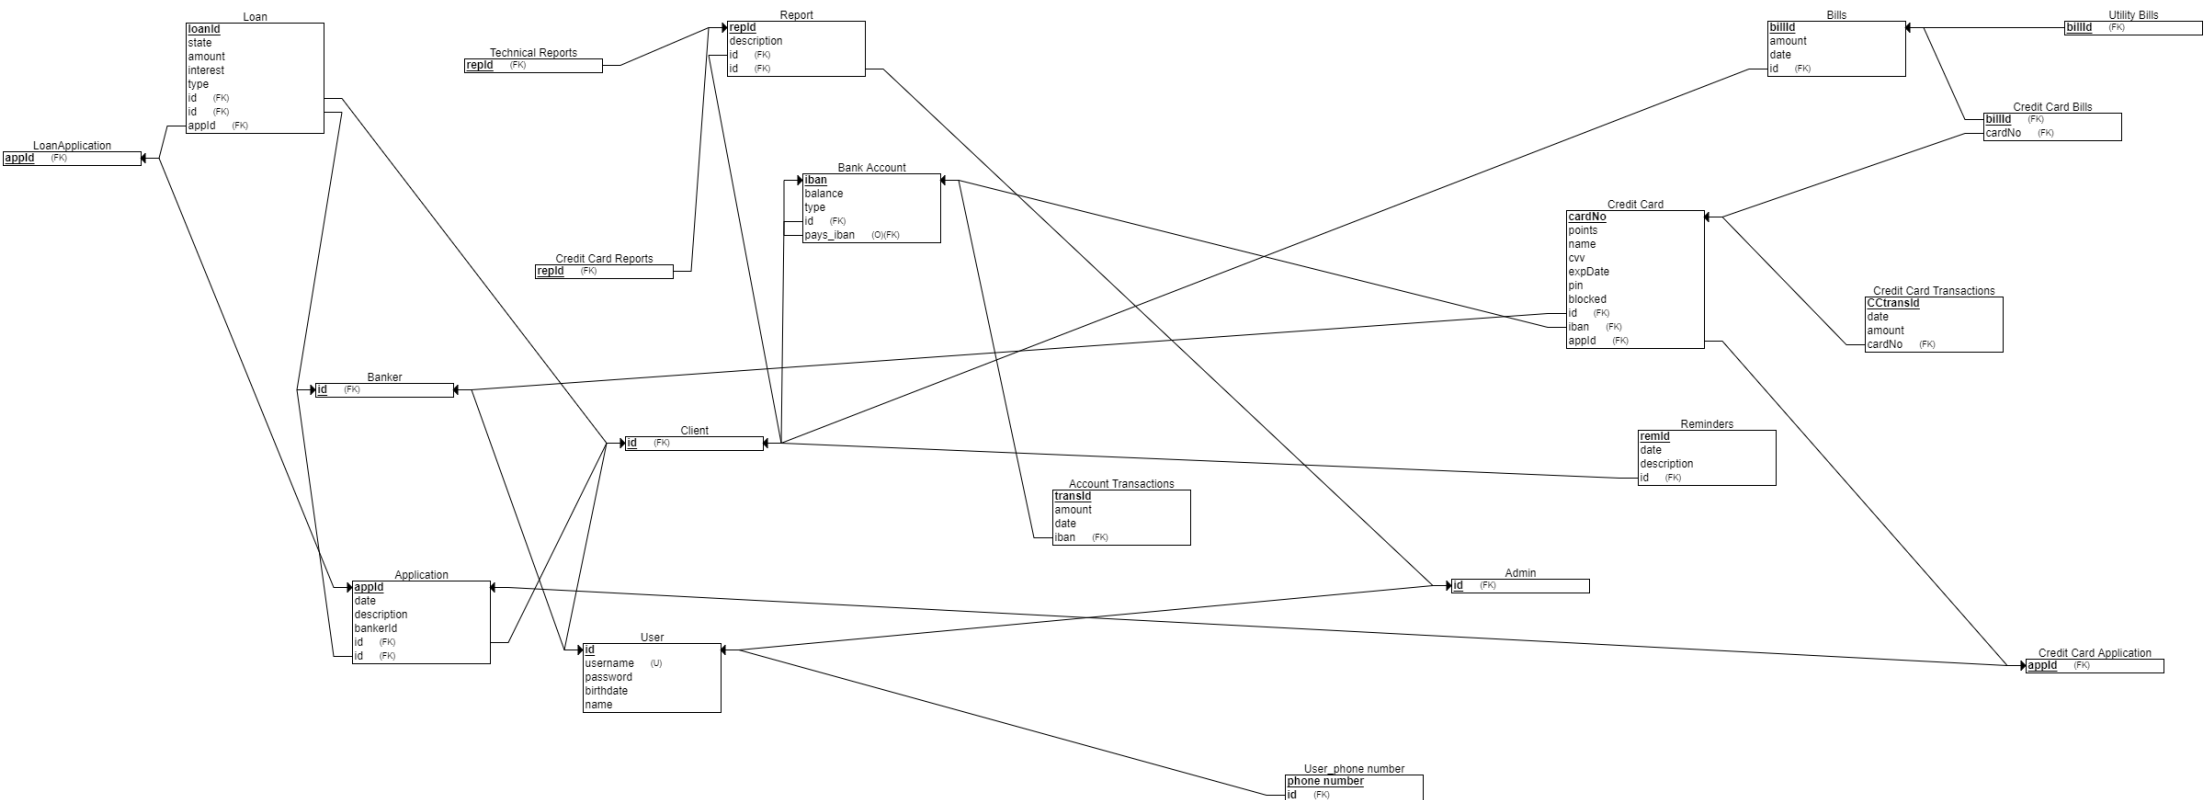 Loan
loanId
state
amount
interest
type
id (FK)
id (FK)
appId (FK)
LoanApplication
appId (FK)
Technical Reports
repId (FK)
Report
repId
description
id (FK)
id (FK)
Credit Card Reports
repId (FK)
Bank Account
iban
balance
type
id (FK)
pays_iban (O)(FK)
Bills
billId
amount
date
id (FK)
Utility Bills
billId (FK)
Credit Card Bills
billId (FK)
cardNo (FK)
Credit Card
cardNo
points
name
cvv
expDate
pin
blocked
id (FK)
iban (FK)
appId (FK)
Credit Card Transactions
CCtransId
date
amount
cardNo (FK)
Banker
id (FK)
Client
id (FK)
Reminders
remId
date
description
id (FK)
Account Transactions
transId
amount
date
iban (FK)
Application
appId
date
description
bankerId
id (FK)
id (FK)
User
id
username (U)
password
birthdate
name
Admin
id (FK)
Credit Card Application
appId (FK)
User_phone number
phone number
id (FK)